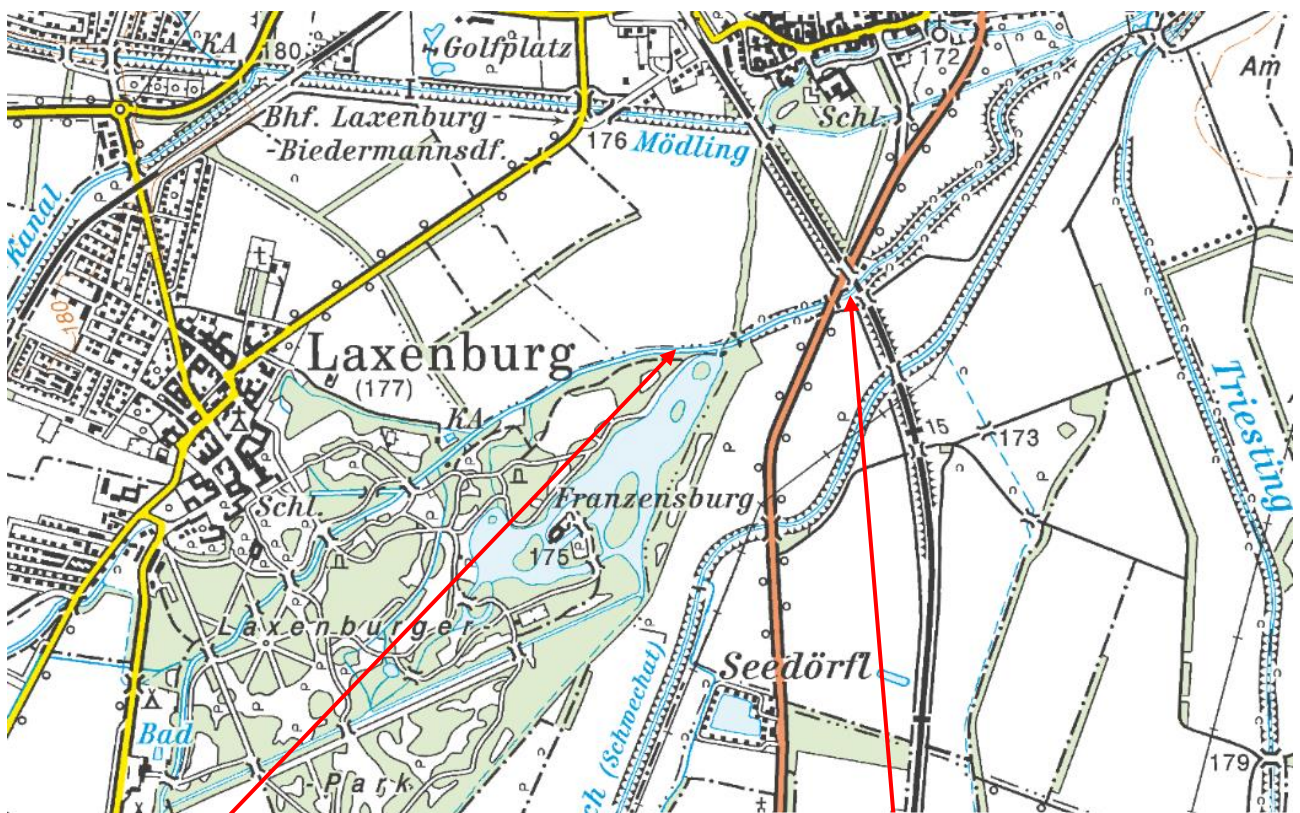 KA
180
Golfplatz
172
Am
Bhf. Laxenburg-
-Biedermannsdf.
176
Mödling
Schl.
Kanal
180
Laxenburg
(177)
KA
15
173
Triesting
Schl.
Franzensburg
175
Laxenburger
Seedörfl
Bad
-Park
ch (Schwechat)
179